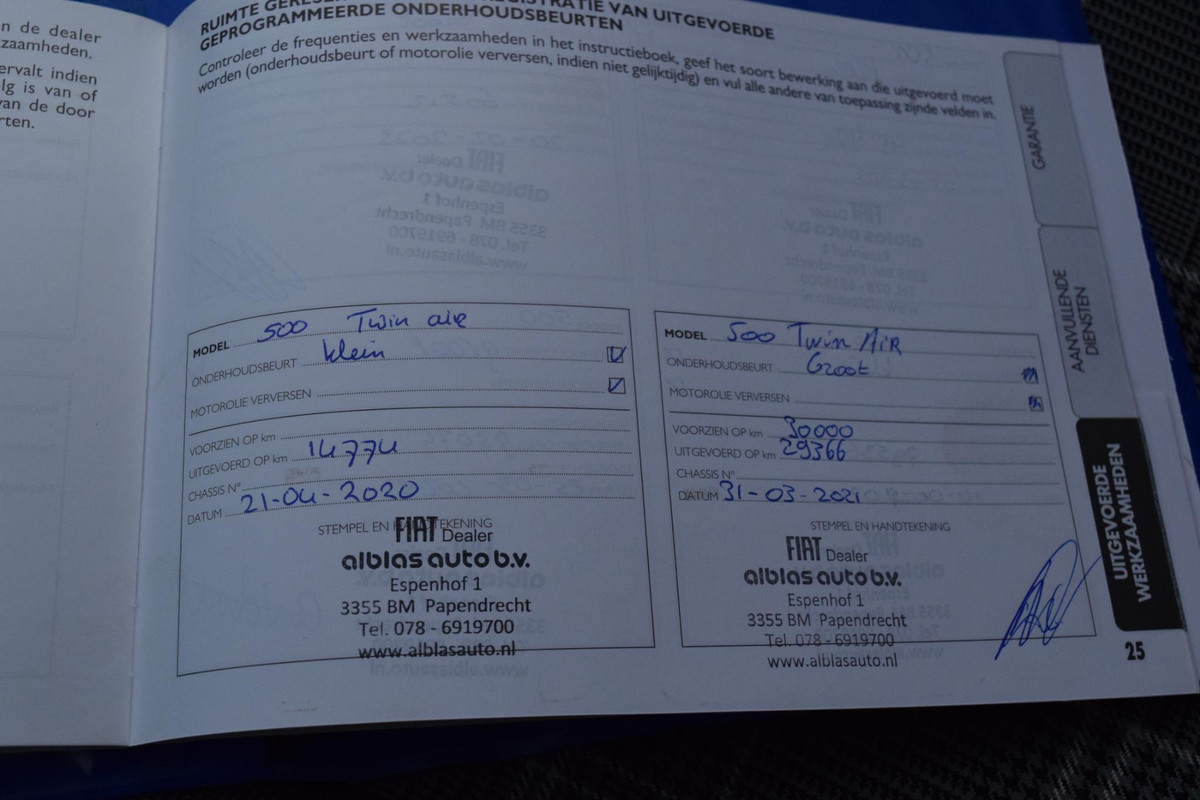 n de dealer
zaamheden.
ervalt indien
lg is van of
van de door
rten.
RUIMTE VAN UITGEVOERDE
GEPROGRAMMEERDE ONDERHOUDSBEURTEN
Controleer de frequenties en werkzaamheden in het instructieboek, geef het soort bewerking aan die uitgevoerd moet
worden (onderhoudsbeurt of motorolie verversen, indien niet gelijktijdig) en vul alle andere van toepassing zijnde velden in.
GARANTIE
AANVULLENDE
DIENSTEN
UITGEVOERDE
WERKZAAMHEDEN
MODEL 500 Twin air
ONDERHOUDSBEURT klein
MOTOROLIE VERVERSEN
VOORZIEN OP km
UITGEVOERD OP km 14774
CHASSIS N°
DATUM 21-04-2020
STEMPEL EN HANDTEKENING
FIAT Dealer
alblas auto b.v.
Espenhof 1
3355 BM Papendrecht
Tel. 078 - 6919700
www.alblasauto.nl
MODEL 500 Twin AiR
ONDERHOUDSBEURT Groot
MOTOROLIE VERVERSEN
VOORZIEN OP km 30000
UITGEVOERD OP km 29366
CHASSIS N°
DATUM 31-03-2021
STEMPEL EN HANDTEKENING
FIAT Dealer
alblas auto b.v.
Espenhof 1
3355 BM Papendrecht
Tel. 078 - 6919700
www.alblasauto.nl
25